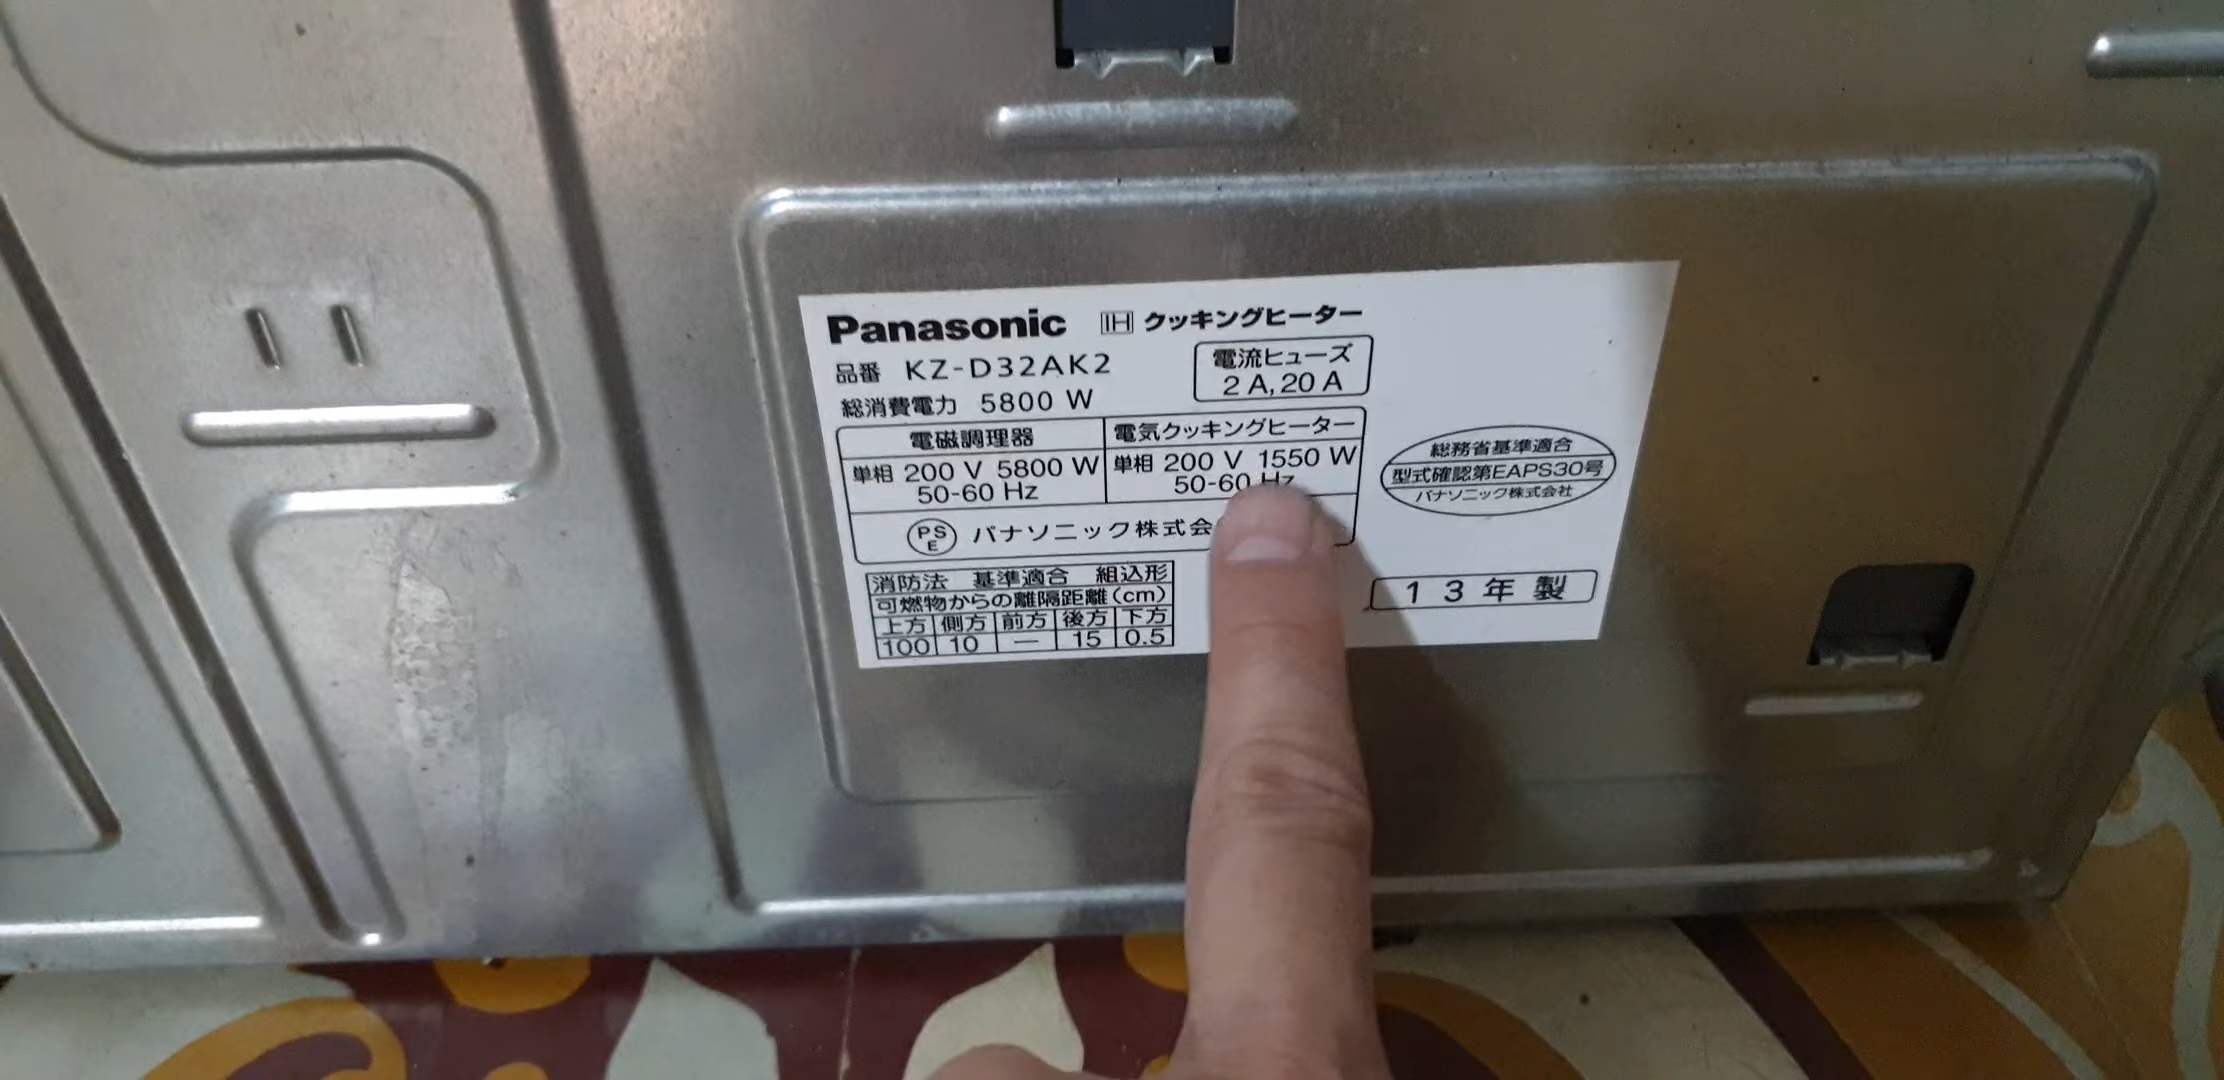 Panasonic IH クッキングヒーター
品番 KZ-D32AK2
電流ヒューズ
2A,20A
総消費電力 5800 W
電磁調理器
単相 200 V 5800 W
50-60 Hz
電気クッキングヒーター
単相 200 V 1550 W
50-60 Hz
PSE パナソニック株式会
総務省基準適合
型式確認第EAPS30号
パナソニック株式会社
消防法 基準適合 組込形
可燃物からの離隔距離(cm)
上方 側方 前方 後方 下方
100 10 — 15 0.5
13年製